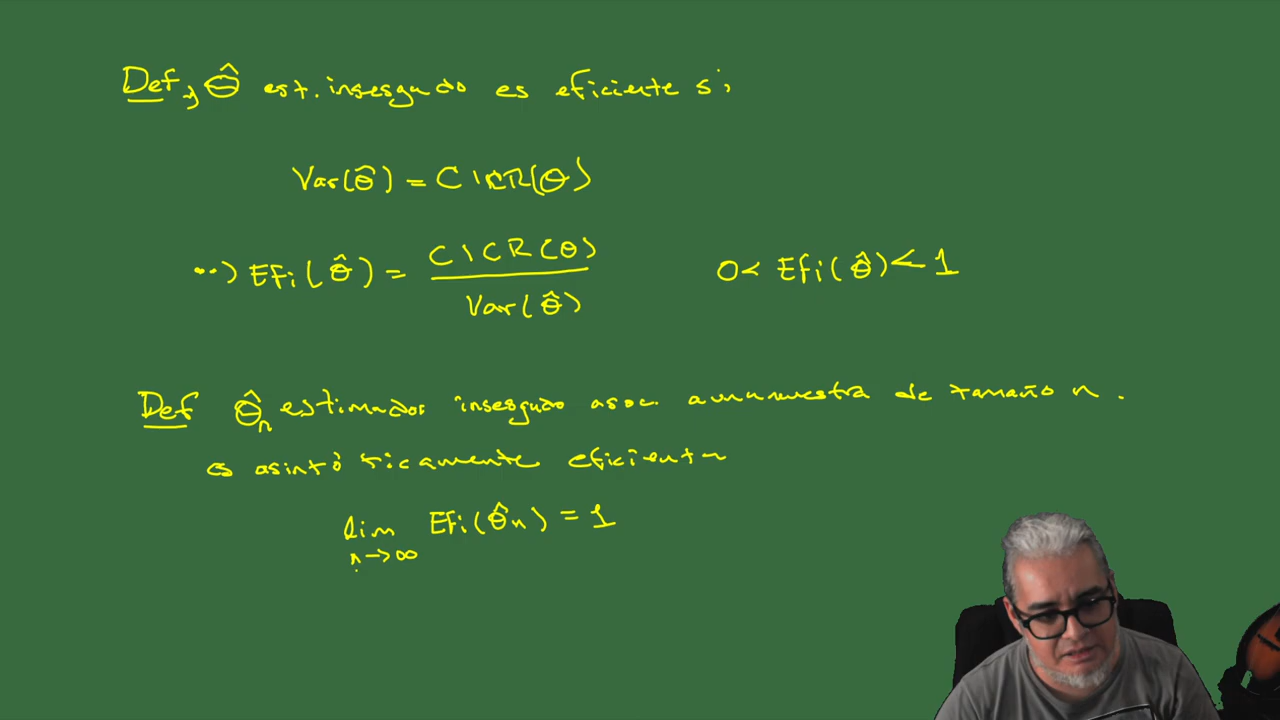 Def, θ̂ est. insesgado es eficiente si
Var(θ̂) = CICR(θ)
Efi(θ̂) = CICR(θ) / Var(θ̂)    0 < Efi(θ̂) < 1
Def θ̂n estimador insesgado asoc. a una muestra de tamaño n.
es asintóticamente eficiente
lim n→∞ Efi(θ̂n) = 1